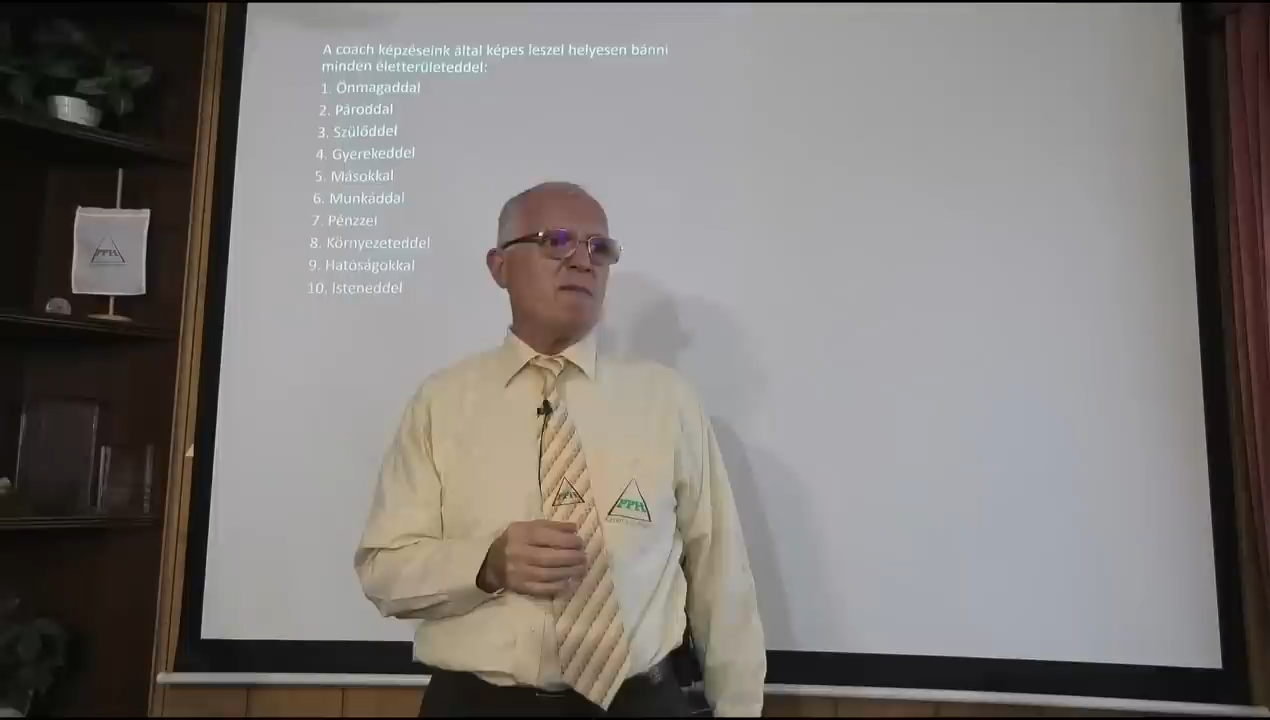 A coach képzéseink által képes leszel helyesen bánni
minden életterületeddel:
1. Önmagaddal
2. Pároddal
3. Szülőddel
4. Gyerekeddel
5. Másokkal
6. Munkáddal
7. Pénzzel
8. Környezeteddel
9. Hatóságokkal
10. Isteneddel
PPH
PPH
PPH